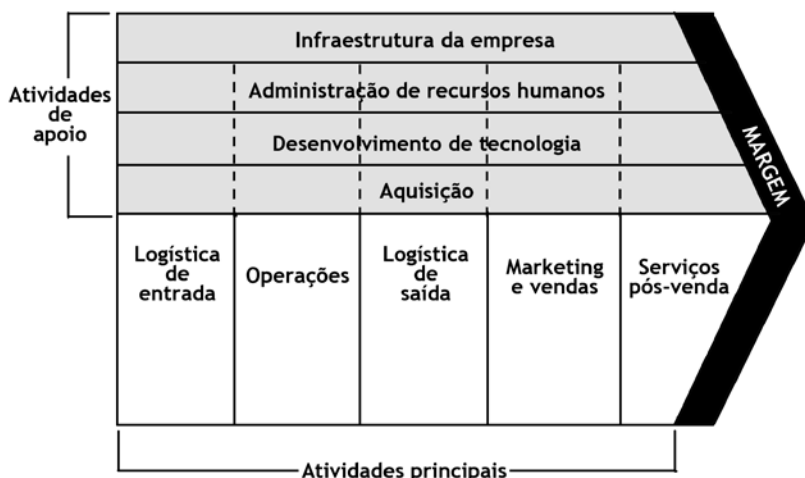 Infraestrutura da empresa
Atividades
de
apoio
Administração de recursos humanos
Desenvolvimento de tecnologia
Aquisição
MARGEM
Logística
de
entrada
Operações
Logística
de
saída
Marketing
e vendas
Serviços
pós-venda
Atividades principais